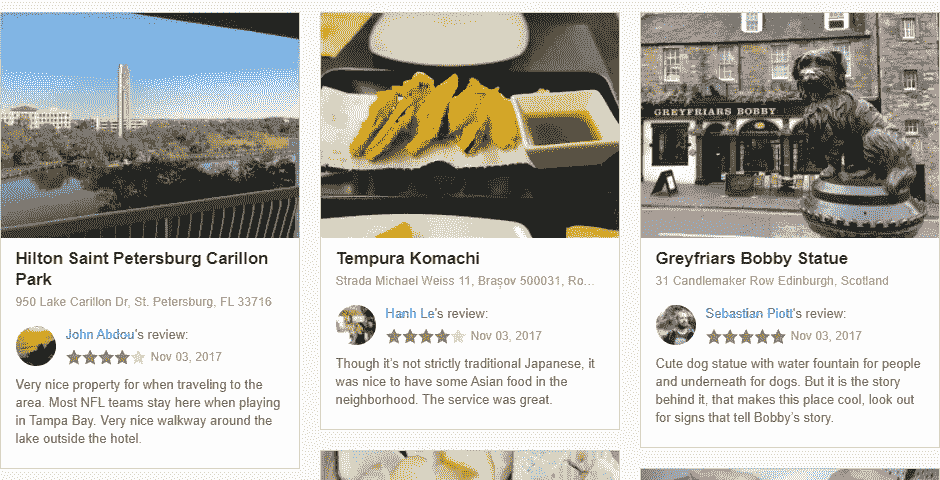 Hilton Saint Petersburg Carillon
Park
950 Lake Carillon Dr, St. Petersburg, FL 33716
John Abdou's review:
Nov 03, 2017
Very nice property for when traveling to the
area. Most NFL teams stay here when playing
in Tampa Bay. Very nice walkway around the
lake outside the hotel.
Tempura Komachi
Strada Michael Weiss 11, Brașov 500031, Ro...
Hanh Le's review:
Nov 03, 2017
Though it's not strictly traditional Japanese, it
was nice to have some Asian food in the
neighborhood. The service was great.
GREYFRIARS BOBBY
Greyfriars Bobby Statue
31 Candlemaker Row Edinburgh, Scotland
Sebastian Piott's review:
Nov 03, 2017
Cute dog statue with water fountain for people
and underneath for dogs. But it is the story
behind it, that makes this place cool, look out
for signs that tell Bobby's story.